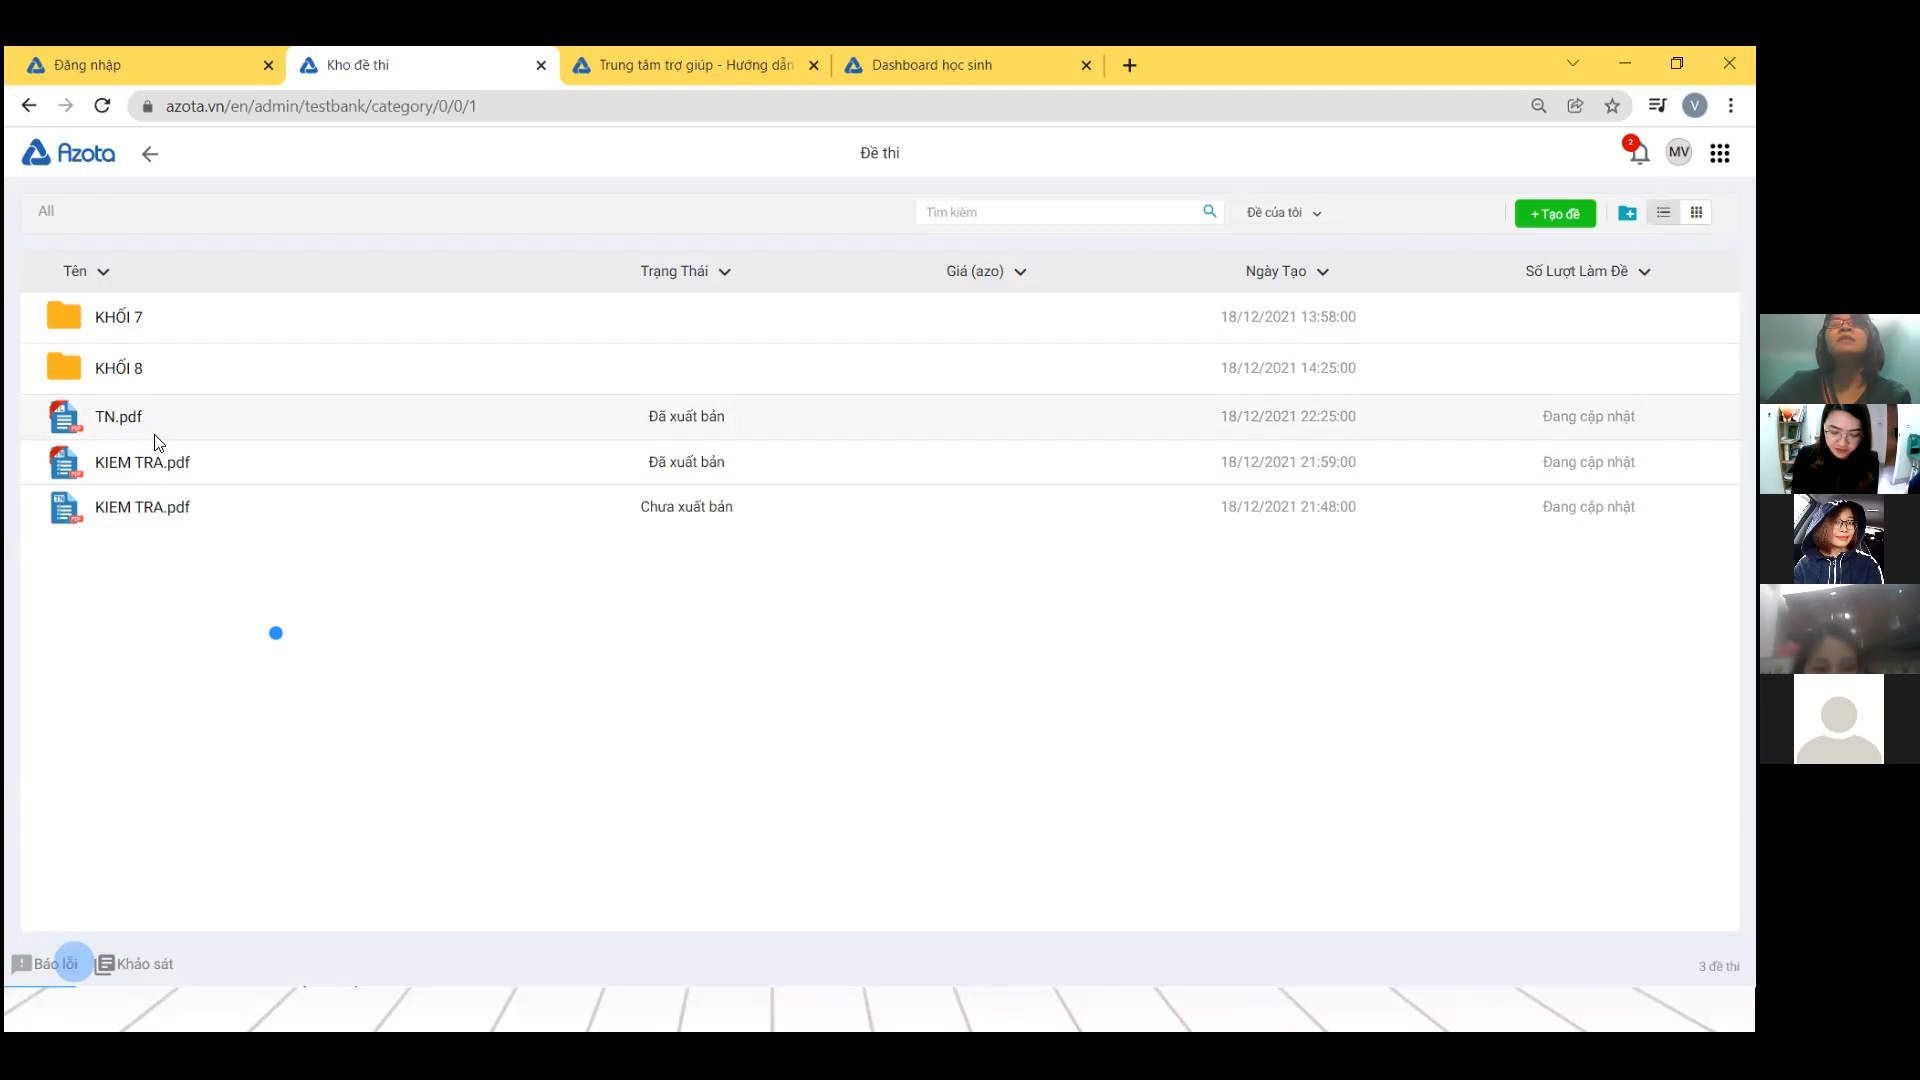 Đăng nhập
Kho đề thi
Trung tâm trợ giúp - Hướng dẫn
Dashboard học sinh
azota.vn/en/admin/testbank/category/0/0/1
V
Azota
Đề thi
2
MV
All
Tìm kiếm
Đề của tôi
+ Tạo đề
Tên
Trạng Thái
Giá (azo)
Ngày Tạo
Số Lượt Làm Đề
KHỐI 7
18/12/2021 13:58:00
KHỐI 8
18/12/2021 14:25:00
TN.pdf
Đã xuất bản
18/12/2021 22:25:00
Đang cập nhật
KIEM TRA.pdf
Đã xuất bản
18/12/2021 21:59:00
Đang cập nhật
KIEM TRA.pdf
Chưa xuất bản
18/12/2021 21:48:00
Đang cập nhật
Báo lỗi
Khảo sát
3 đề thi